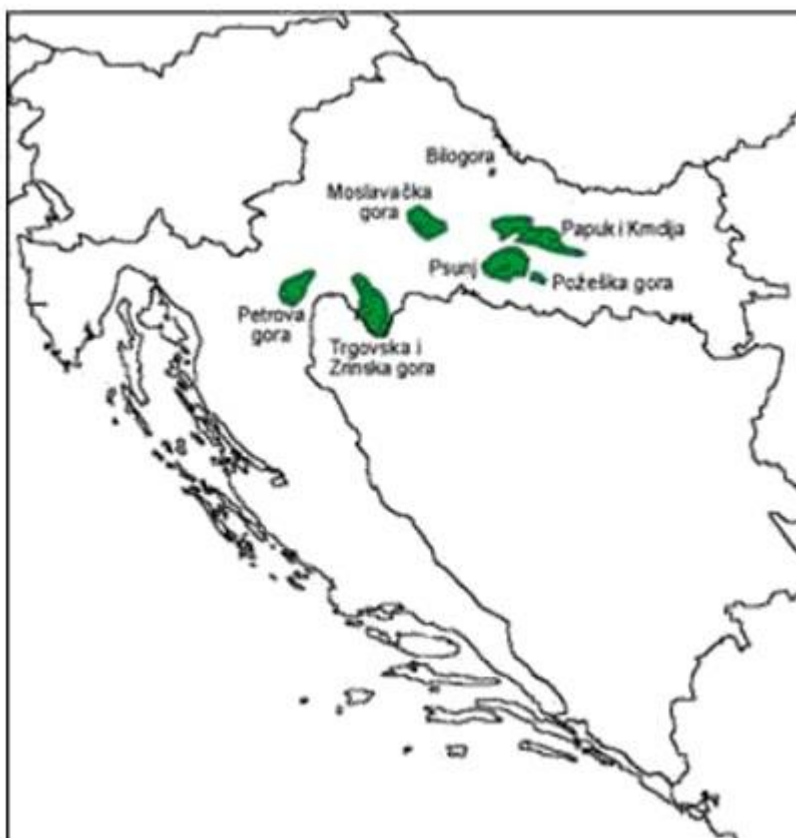 Bilogora
Moslavačka
gora
Papuk i Krndija
Psunj
Požeška gora
Petrova
gora
Trgovska i
Zrinska gora